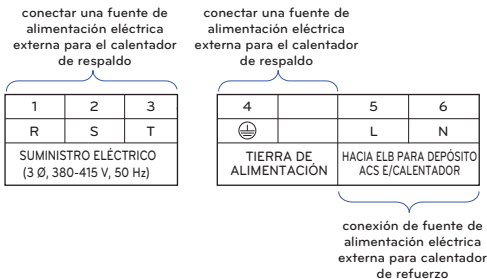 conectar una fuente de
alimentación eléctrica
externa para el calentador
de respaldo
conectar una fuente de
alimentación eléctrica
externa para el calentador
de respaldo
1 2 3
R S T
SUMINISTRO ELÉCTRICO
(3 Ø, 380-415 V, 50 Hz)
4 5 6
L N
TIERRA DE
ALIMENTACIÓN
HACIA ELB PARA DEPÓSITO
ACS E/CALENTADOR
conexión de fuente de
alimentación eléctrica
externa para calentador
de refuerzo